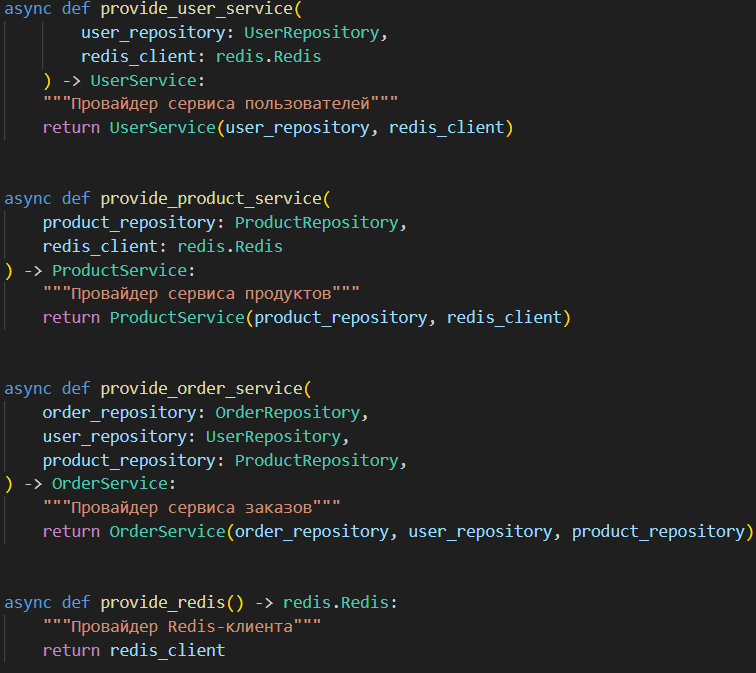 async def provide_user_service(
        user_repository: UserRepository,
        redis_client: redis.Redis
    ) -> UserService:
    """Провайдер сервиса пользователей"""
    return UserService(user_repository, redis_client)
async def provide_product_service(
    product_repository: ProductRepository,
    redis_client: redis.Redis
) -> ProductService:
    """Провайдер сервиса продуктов"""
    return ProductService(product_repository, redis_client)
async def provide_order_service(
    order_repository: OrderRepository,
    user_repository: UserRepository,
    product_repository: ProductRepository,
) -> OrderService:
    """Провайдер сервиса заказов"""
    return OrderService(order_repository, user_repository, product_repository)
async def provide_redis() -> redis.Redis:
    """Провайдер Redis-клиента"""
    return redis_client